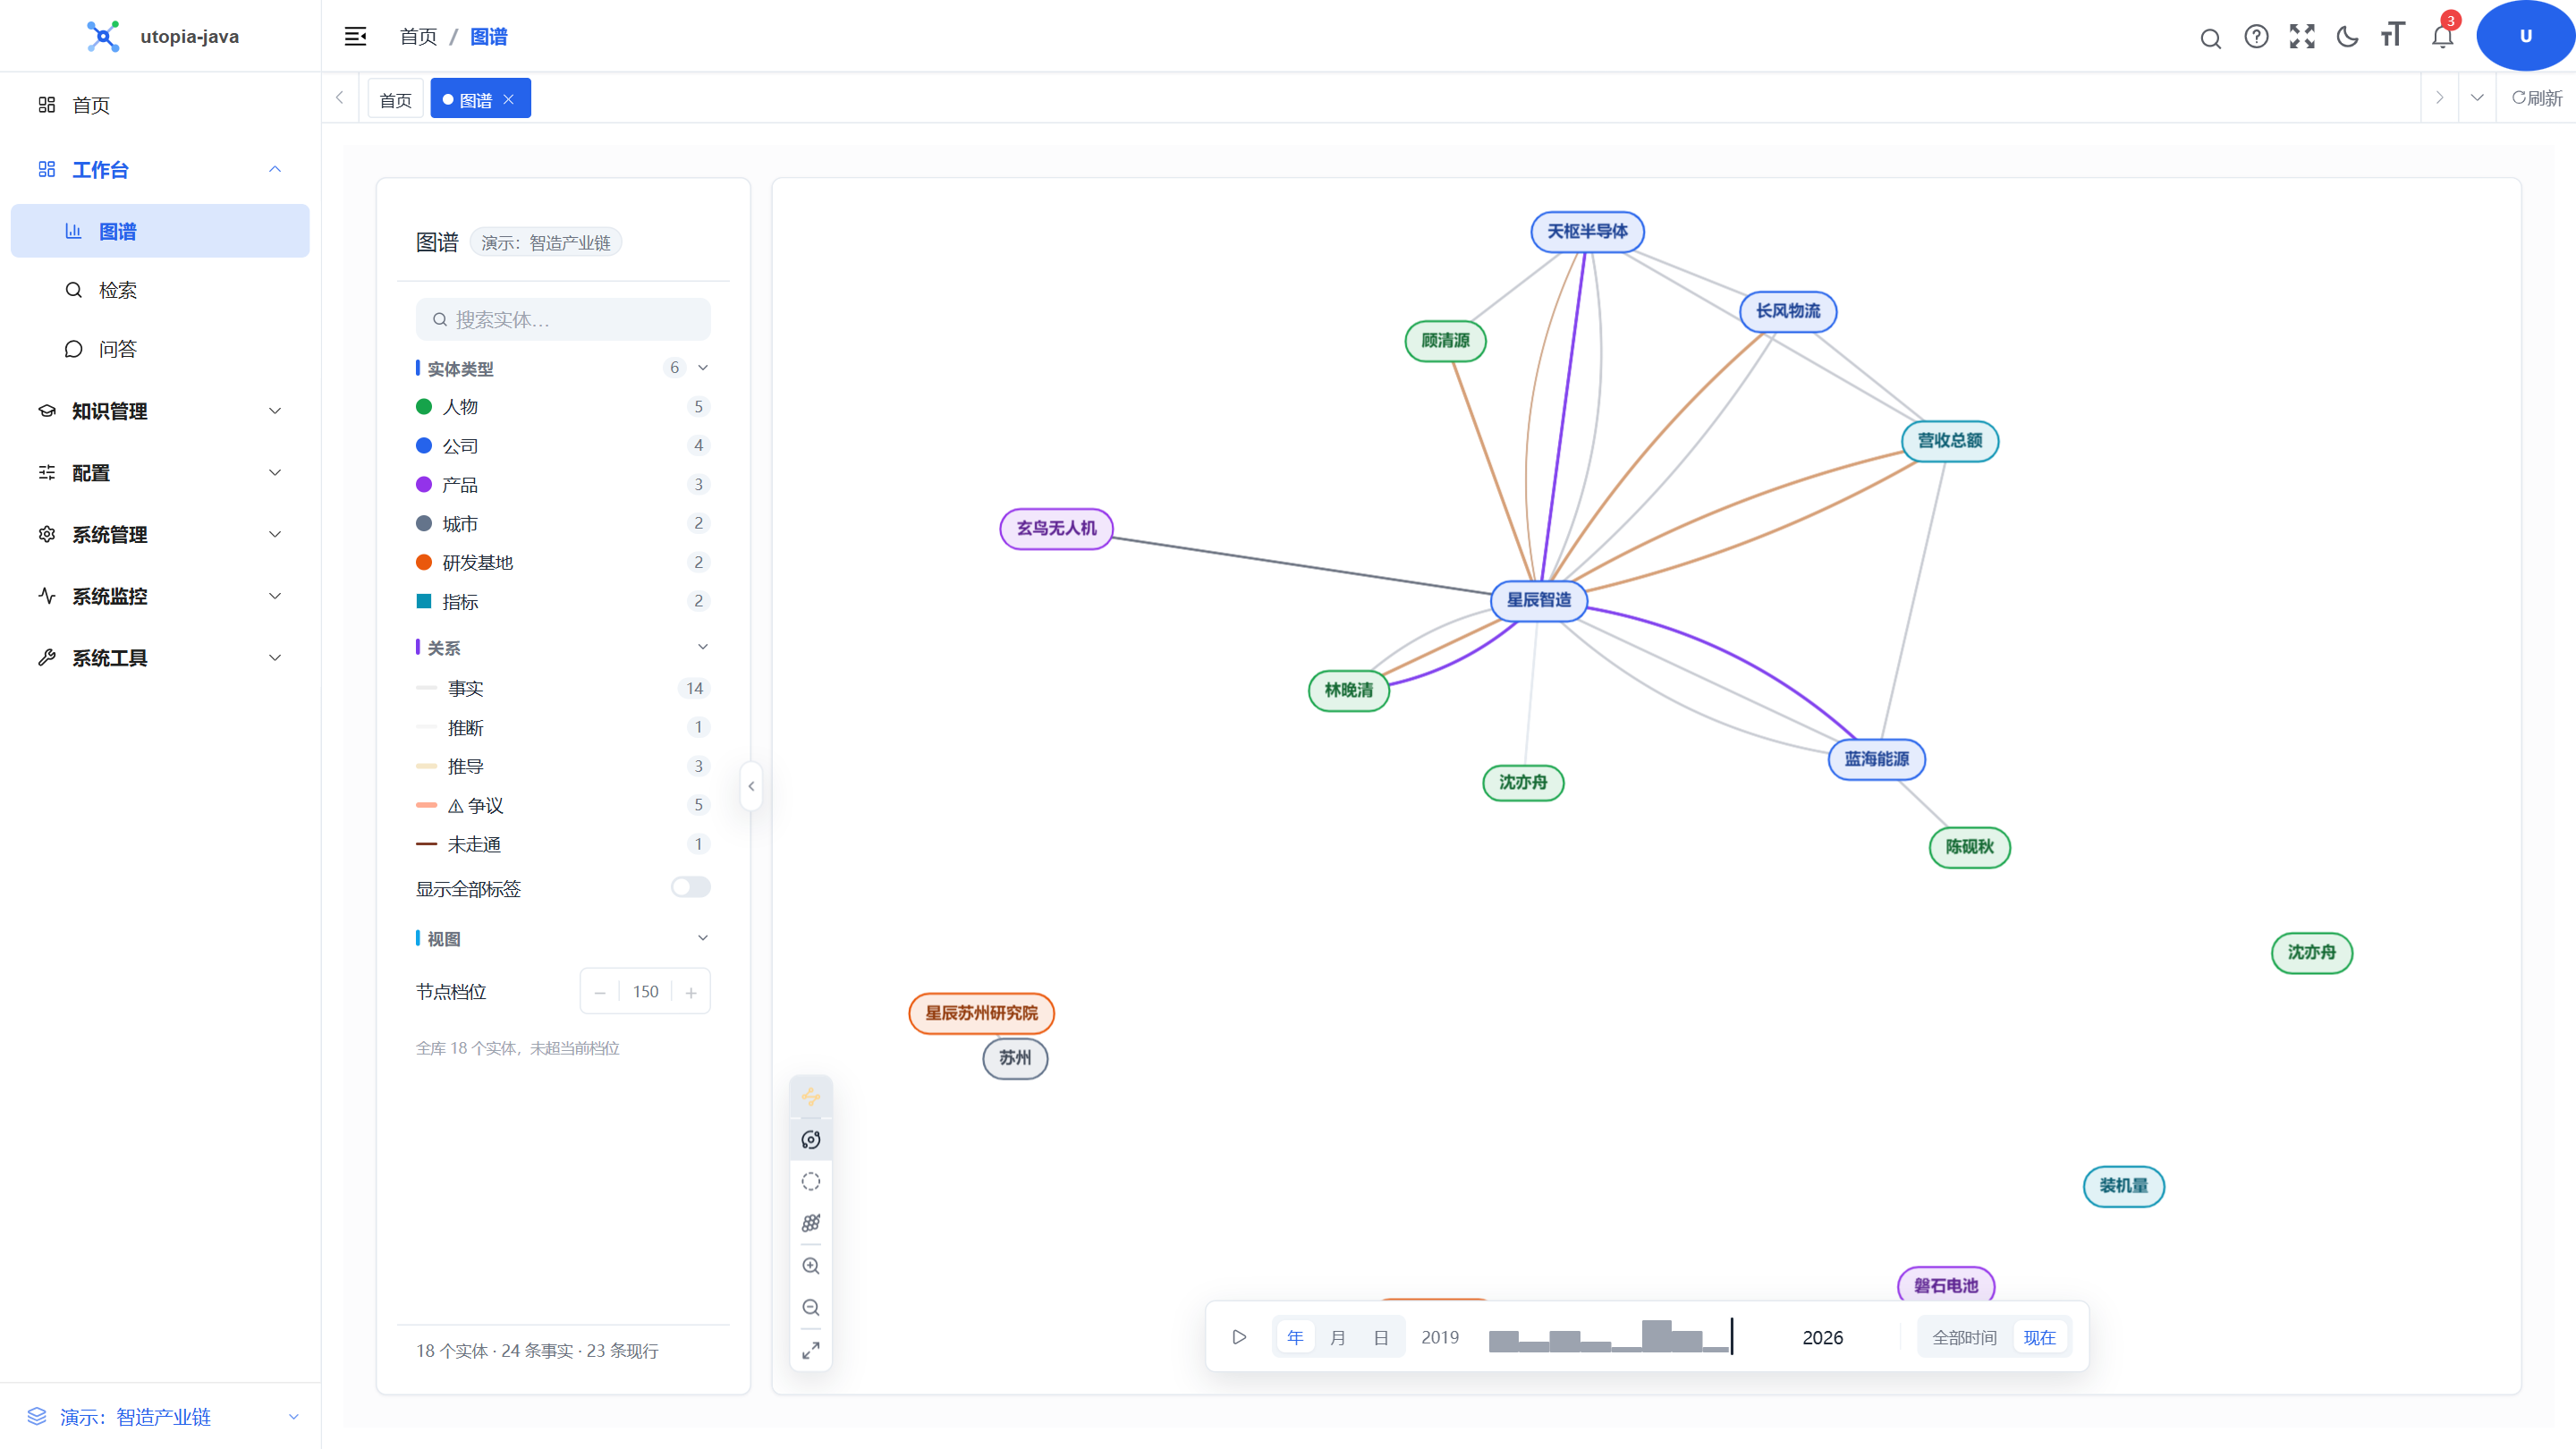 utopia-java
首页 / 图谱
3
U
首页
图谱
刷新
首页
工作台
图谱
检索
问答
知识管理
配置
系统管理
系统监控
系统工具
演示：智造产业链
图谱 演示：智造产业链
搜索实体…
实体类型 6
人物 5
公司 4
产品 3
城市 2
研发基地 2
指标 2
关系
事实 14
推断 1
推导 3
⚠ 争议 5
未走通 1
显示全部标签
视图
节点档位 − 150 +
全库 18 个实体，未超当前档位
18 个实体 · 24 条事实 · 23 条现行
天枢半导体
长风物流
顾清源
营收总额
玄鸟无人机
星辰智造
林晚清
沈亦舟
蓝海能源
陈砚秋
沈亦舟
星辰苏州研究院
苏州
装机量
磐石电池
年 月 日 2019 2026 全部时间 现在